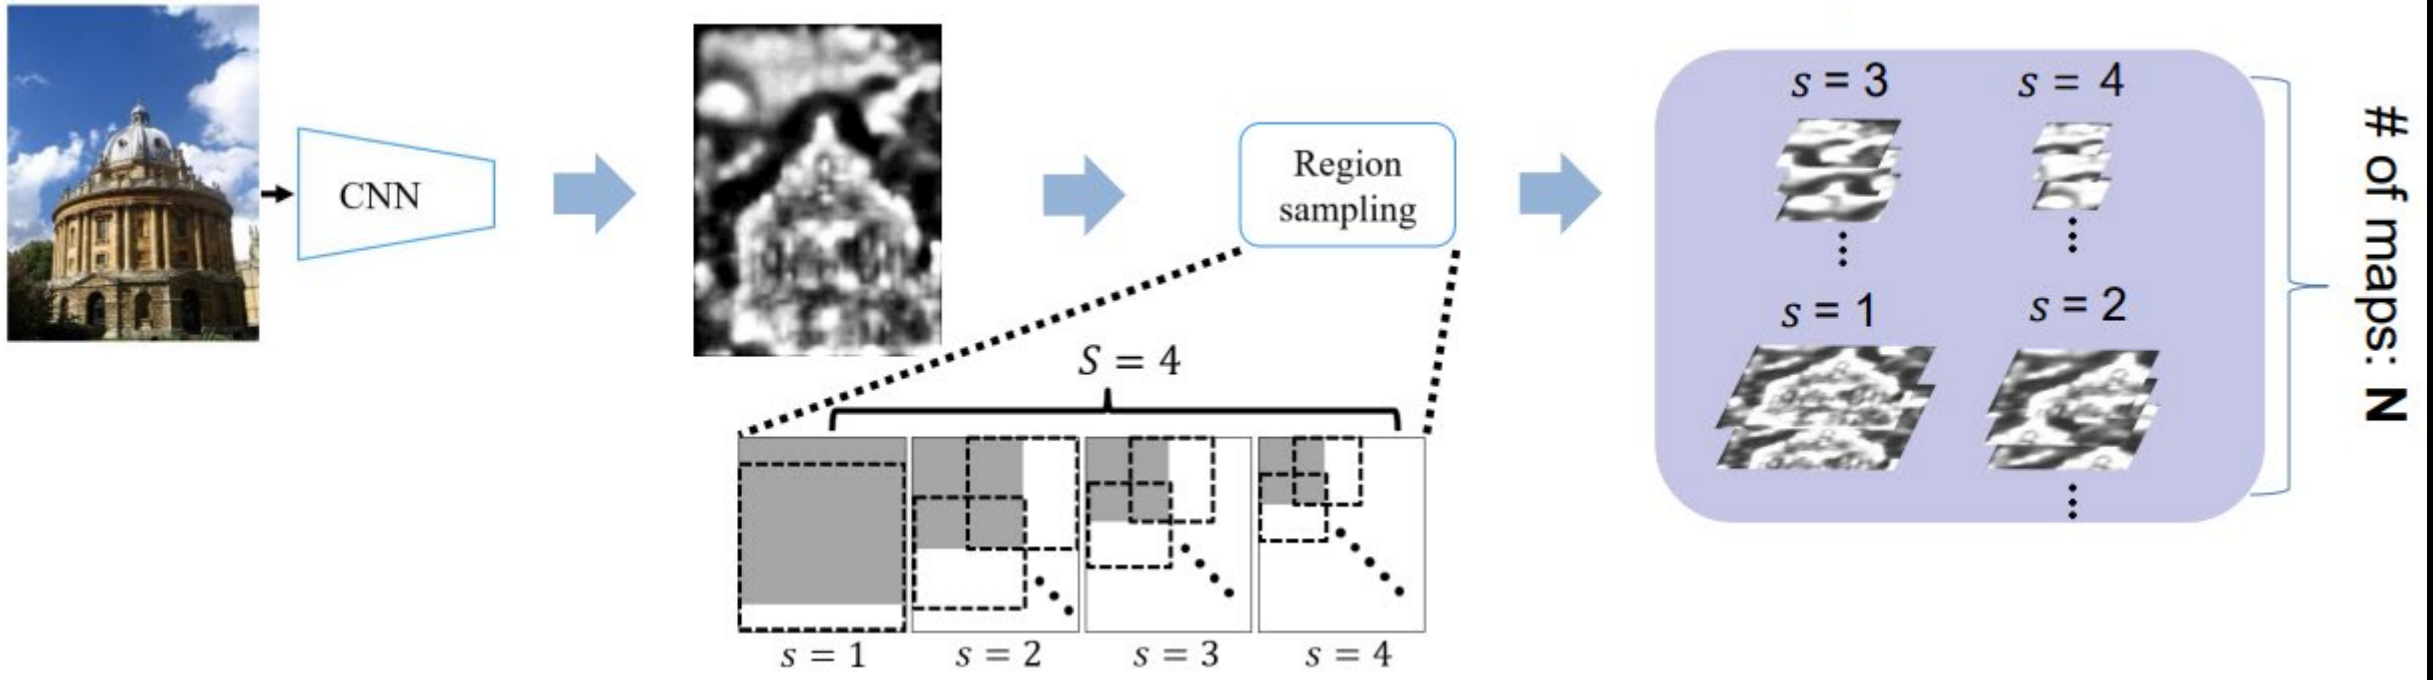 CNN
Region
sampling
S = 4
s = 1
s = 2
s = 3
s = 4
s = 3
s = 4
s = 1
s = 2
# of maps: N